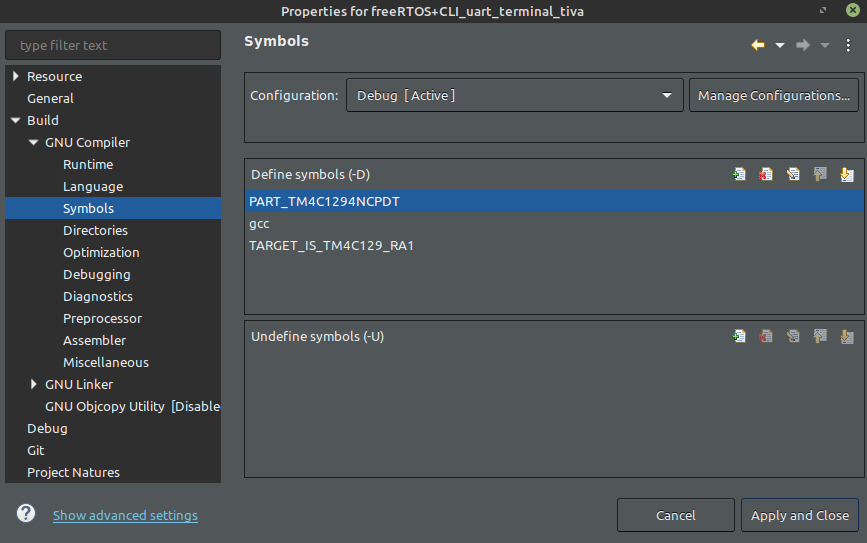 Properties for freeRTOS+CLI_uart_terminal_tiva
type filter text
Resource
General
Build
GNU Compiler
Runtime
Language
Symbols
Directories
Optimization
Debugging
Diagnostics
Preprocessor
Assembler
Miscellaneous
GNU Linker
GNU Objcopy Utility [Disable
Debug
Git
Project Natures
Symbols
Configuration: Debug [ Active ] Manage Configurations...
Define symbols (-D)
PART_TM4C1294NCPDT
gcc
TARGET_IS_TM4C129_RA1
Undefine symbols (-U)
? Show advanced settings
Cancel Apply and Close